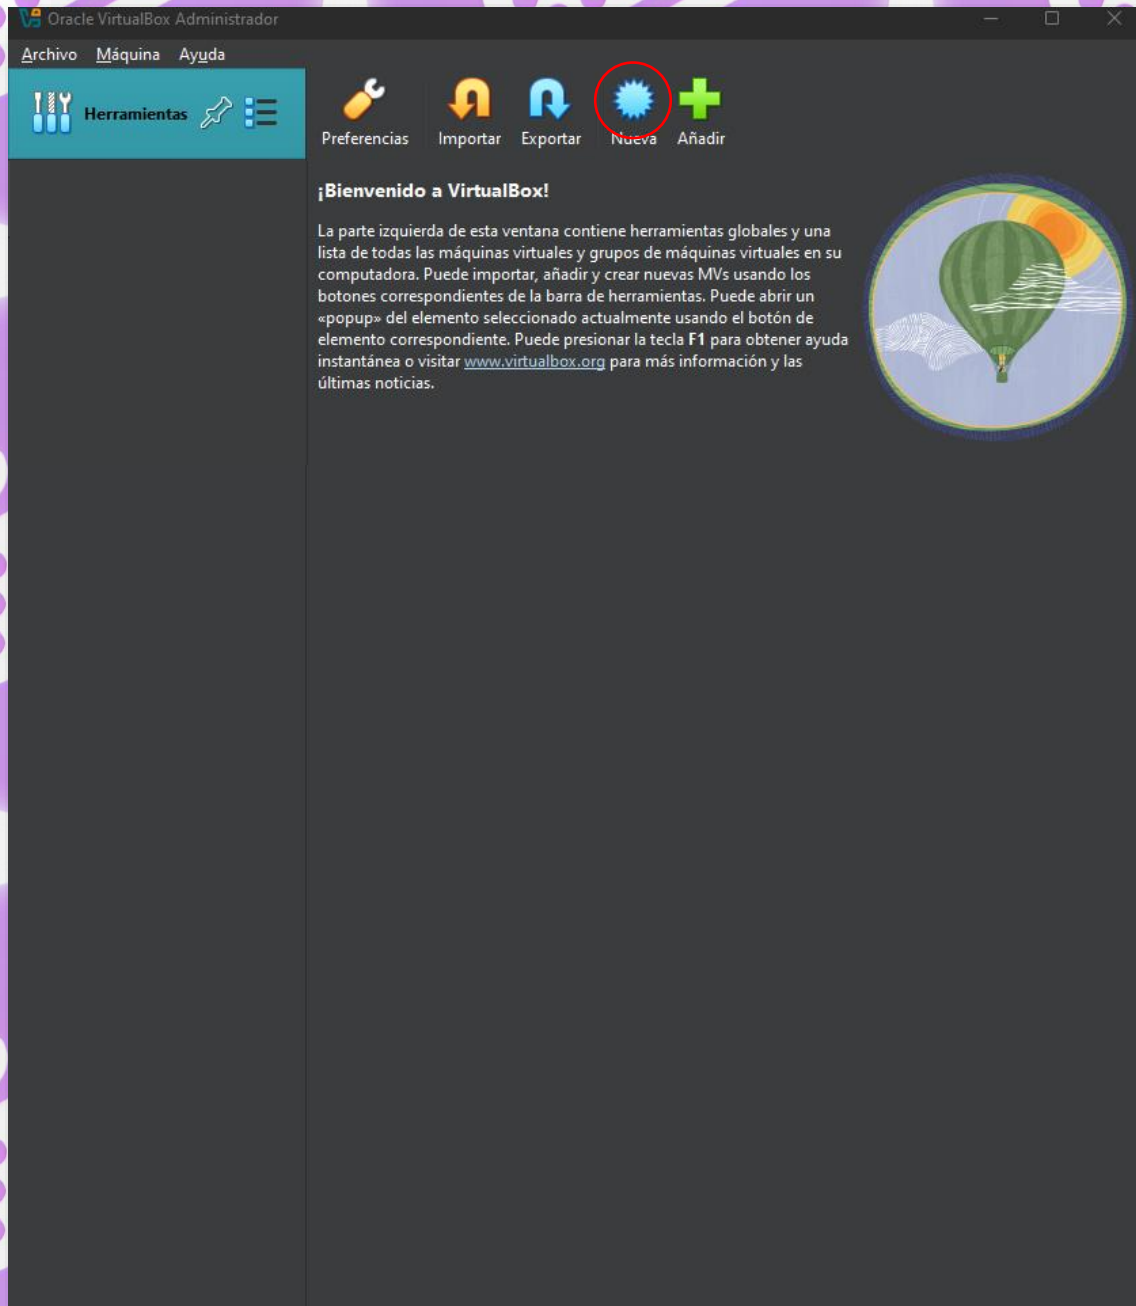 Oracle VirtualBox Administrador
Archivo Máquina Ayuda
Herramientas
Preferencias Importar Exportar Nueva Añadir
¡Bienvenido a VirtualBox!
La parte izquierda de esta ventana contiene herramientas globales y una
lista de todas las máquinas virtuales y grupos de máquinas virtuales en su
computadora. Puede importar, añadir y crear nuevas MVs usando los
botones correspondientes de la barra de herramientas. Puede abrir un
«popup» del elemento seleccionado actualmente usando el botón de
elemento correspondiente. Puede presionar la tecla F1 para obtener ayuda
instantánea o visitar www.virtualbox.org para más información y las
últimas noticias.